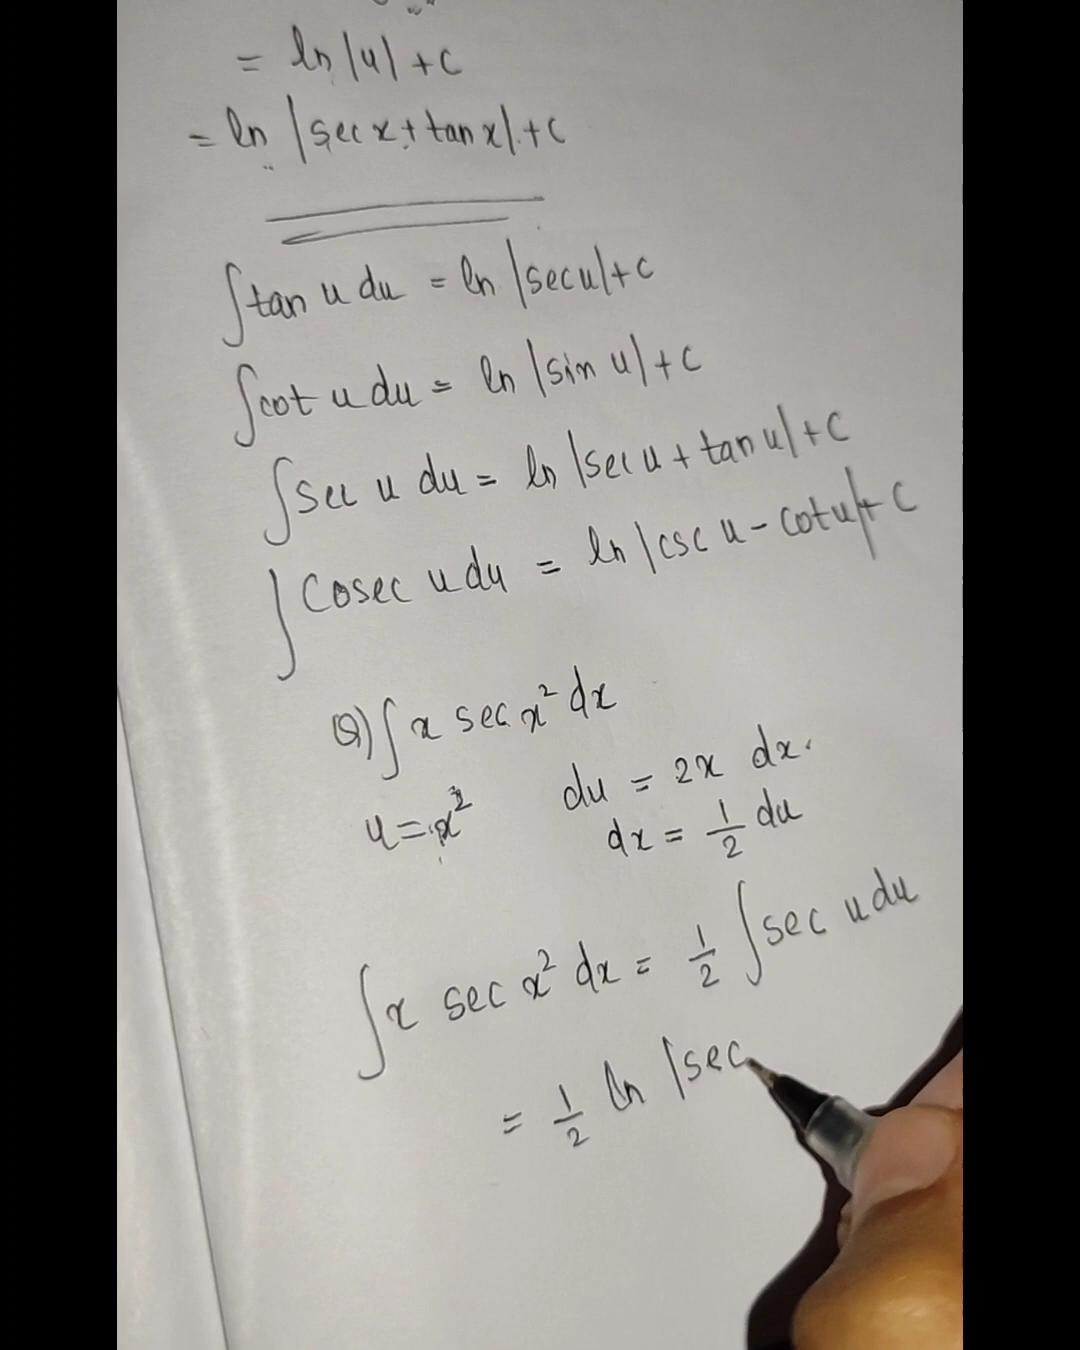 = ln |u| + c
= ln |sec x + tan x| + c
∫ tan u du = ln |sec u| + c
∫ cot u du = ln |sin u| + c
∫ sec u du = ln |sec u + tan u| + c
∫ cosec u du = ln |csc u - cot u| + c
Q) ∫ x sec x² dx
u = x² du = 2x dx.
dx = 1/2 du
∫ x sec x² dx = 1/2 ∫ sec u du
= 1/2 ln |sec